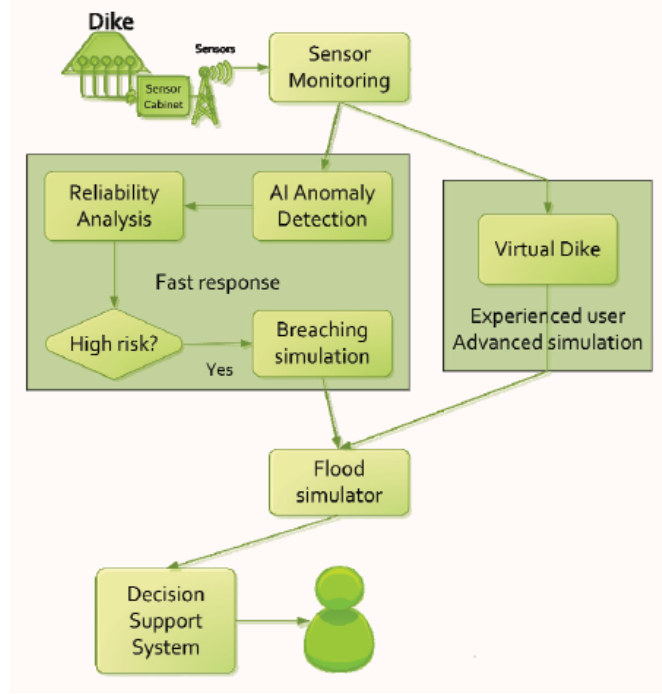 Dike
Sensors
Sensor
Cabinet
Sensor
Monitoring
Reliability
Analysis
AI Anomaly
Detection
Virtual Dike
Fast response
Experienced user
Advanced simulation
High risk?
Yes
Breaching
simulation
Flood
simulator
Decision
Support
System